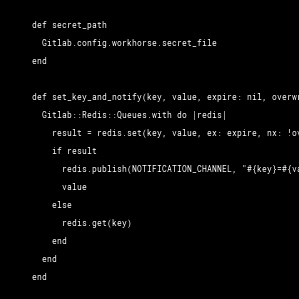 def secret_path
Gitlab.config.workhorse.secret_file
end
def set_key_and_notify(key, value, expire: nil, overw
Gitlab::Redis::Queues.with do |redis|
result = redis.set(key, value, ex: expire, nx: !ov
if result
redis.publish(NOTIFICATION_CHANNEL, "#{key}=#{va
value
else
redis.get(key)
end
end
end